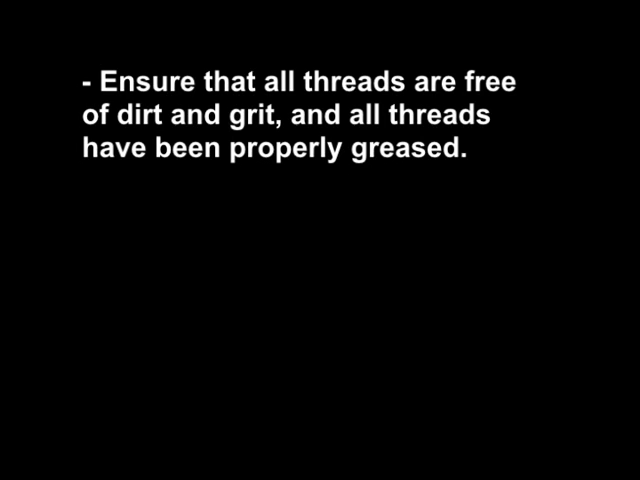 - Ensure that all threads are free
of dirt and grit, and all threads
have been properly greased.